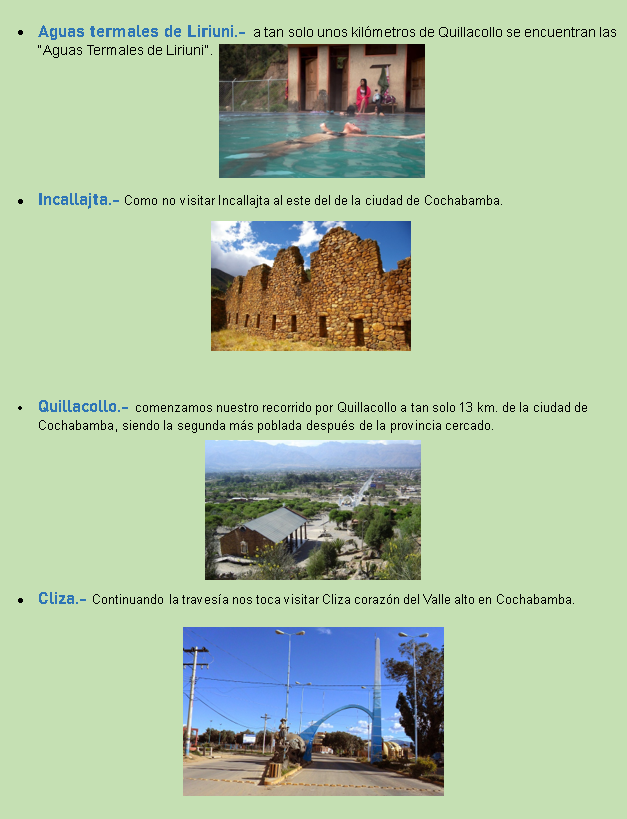 • Aguas termales de Liriuni.- a tan solo unos kilómetros de Quillacollo se encuentran las
"Aguas Termales de Liriuni".
• Incallajta.- Como no visitar Incallajta al este del de la ciudad de Cochabamba.
• Quillacollo.- comenzamos nuestro recorrido por Quillacollo a tan solo 13 km. de la ciudad de
Cochabamba, siendo la segunda más poblada después de la provincia cercado.
• Cliza.- Continuando la travesía nos toca visitar Cliza corazón del Valle alto en Cochabamba.